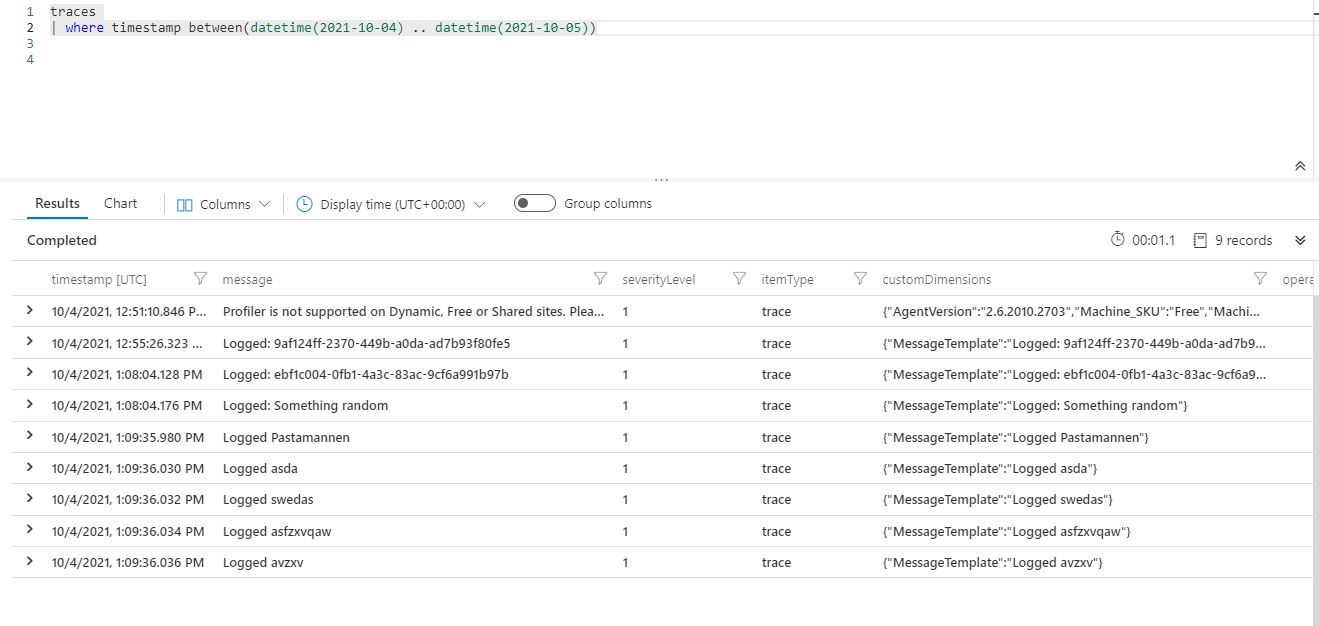 1 traces
2 | where timestamp between(datetime(2021-10-04) .. datetime(2021-10-05))
3
4
...
Results Chart Columns Display time (UTC+00:00) Group columns
Completed 00:01.1 9 records
timestamp [UTC] message severityLevel itemType customDimensions opera
10/4/2021, 12:51:10.846 P... Profiler is not supported on Dynamic, Free or Shared sites. Plea... 1 trace {"AgentVersion":"2.6.2010.2703","Machine_SKU":"Free","Machi...
10/4/2021, 12:55:26.323 ... Logged: 9af124ff-2370-449b-a0da-ad7b93f80fe5 1 trace {"MessageTemplate":"Logged: 9af124ff-2370-449b-a0da-ad7b9...
10/4/2021, 1:08:04.128 PM Logged: ebf1c004-0fb1-4a3c-83ac-9cf6a991b97b 1 trace {"MessageTemplate":"Logged: ebf1c004-0fb1-4a3c-83ac-9cf6a9...
10/4/2021, 1:08:04.176 PM Logged: Something random 1 trace {"MessageTemplate":"Logged: Something random"}
10/4/2021, 1:09:35.980 PM Logged Pastamannen 1 trace {"MessageTemplate":"Logged Pastamannen"}
10/4/2021, 1:09:36.030 PM Logged asda 1 trace {"MessageTemplate":"Logged asda"}
10/4/2021, 1:09:36.032 PM Logged swedas 1 trace {"MessageTemplate":"Logged swedas"}
10/4/2021, 1:09:36.034 PM Logged asfzxvqaw 1 trace {"MessageTemplate":"Logged asfzxvqaw"}
10/4/2021, 1:09:36.036 PM Logged avzxv 1 trace {"MessageTemplate":"Logged avzxv"}